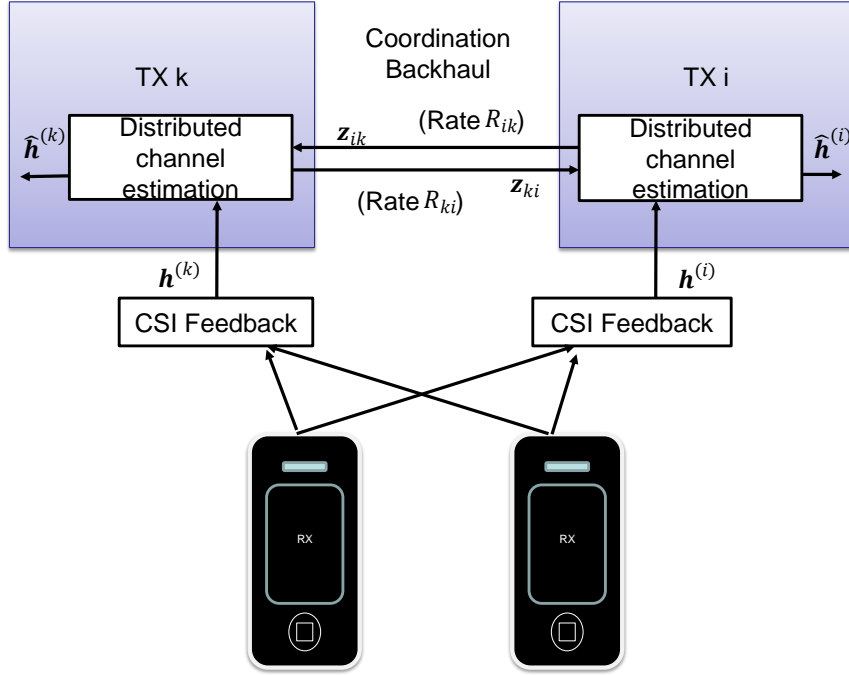 TX k
Coordination
Backhaul
TX i
Distributed
channel
estimation
Distributed
channel
estimation
ĥ^(k)
z_ik
(Rate R_ik)
ĥ^(i)
(Rate R_ki)
z_ki
h^(k)
h^(i)
CSI Feedback
CSI Feedback
RX
RX